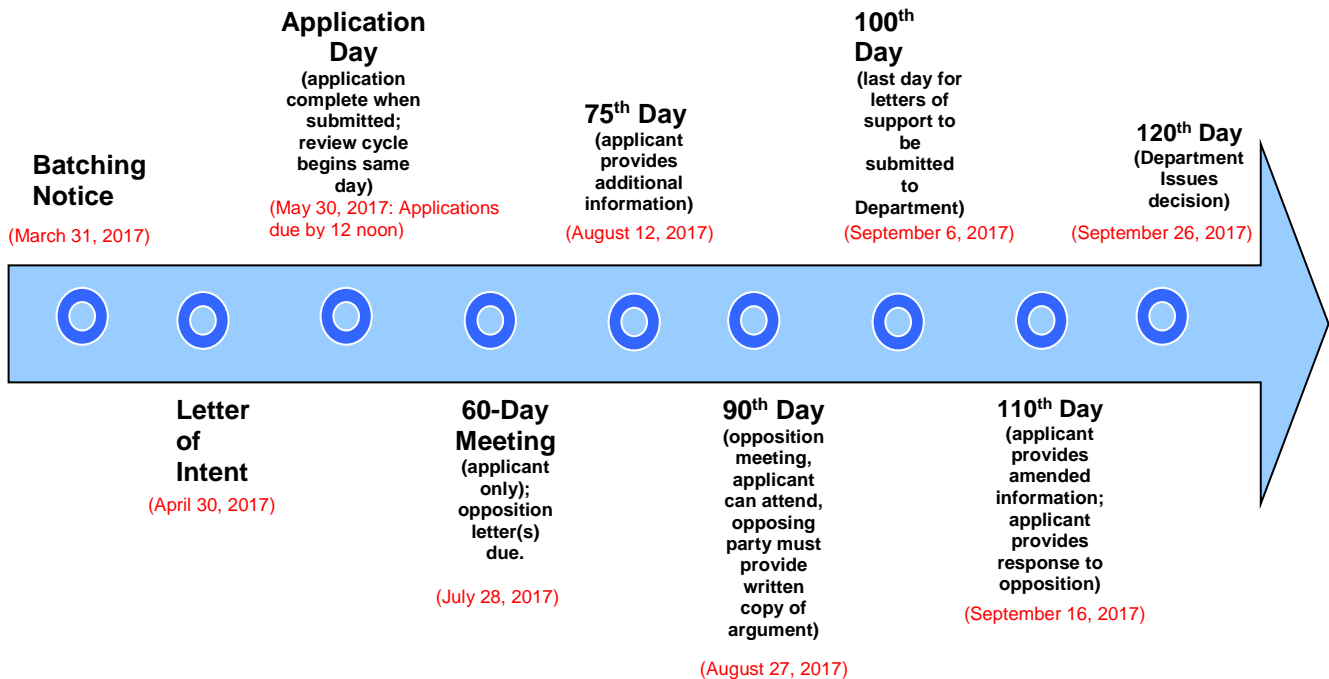 Batching
Notice
(March 31, 2017)
Letter
of
Intent
(April 30, 2017)
Application
Day
(application
complete when
submitted;
review cycle
begins same
day)
(May 30, 2017: Applications
due by 12 noon)
60-Day
Meeting
(applicant
only);
opposition
letter(s)
due.
(July 28, 2017)
75th Day
(applicant
provides
additional
information)
(August 12, 2017)
90th Day
(opposition
meeting,
applicant
can attend,
opposing
party must
provide
written
copy of
argument)
(August 27, 2017)
100th
Day
(last day for
letters of
support to
be
submitted
to
Department)
(September 6, 2017)
110th Day
(applicant
provides
amended
information;
applicant
provides
response to
opposition)
(September 16, 2017)
120th Day
(Department
Issues
decision)
(September 26, 2017)